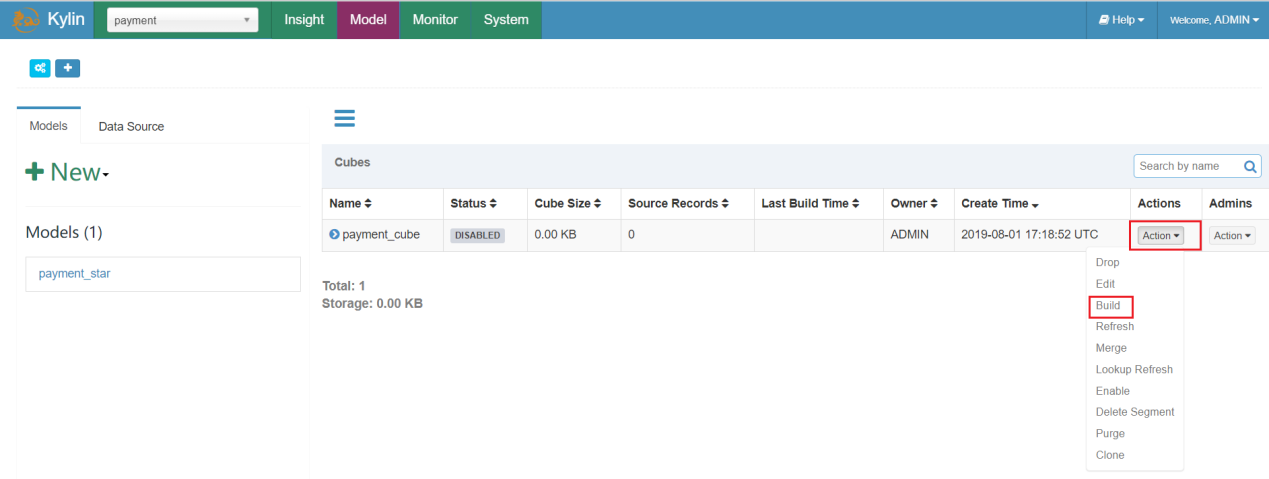 Kylin payment Insight Model Monitor System Help Welcome, ADMIN
Models Data Source
New
Cubes Search by name
Name Status Cube Size Source Records Last Build Time Owner Create Time Actions Admins
Models (1)
payment_cube DISABLED 0.00 KB 0 ADMIN 2019-08-01 17:18:52 UTC Action Action
payment_star
Total: 1
Storage: 0.00 KB
Drop
Edit
Build
Refresh
Merge
Lookup Refresh
Enable
Delete Segment
Purge
Clone